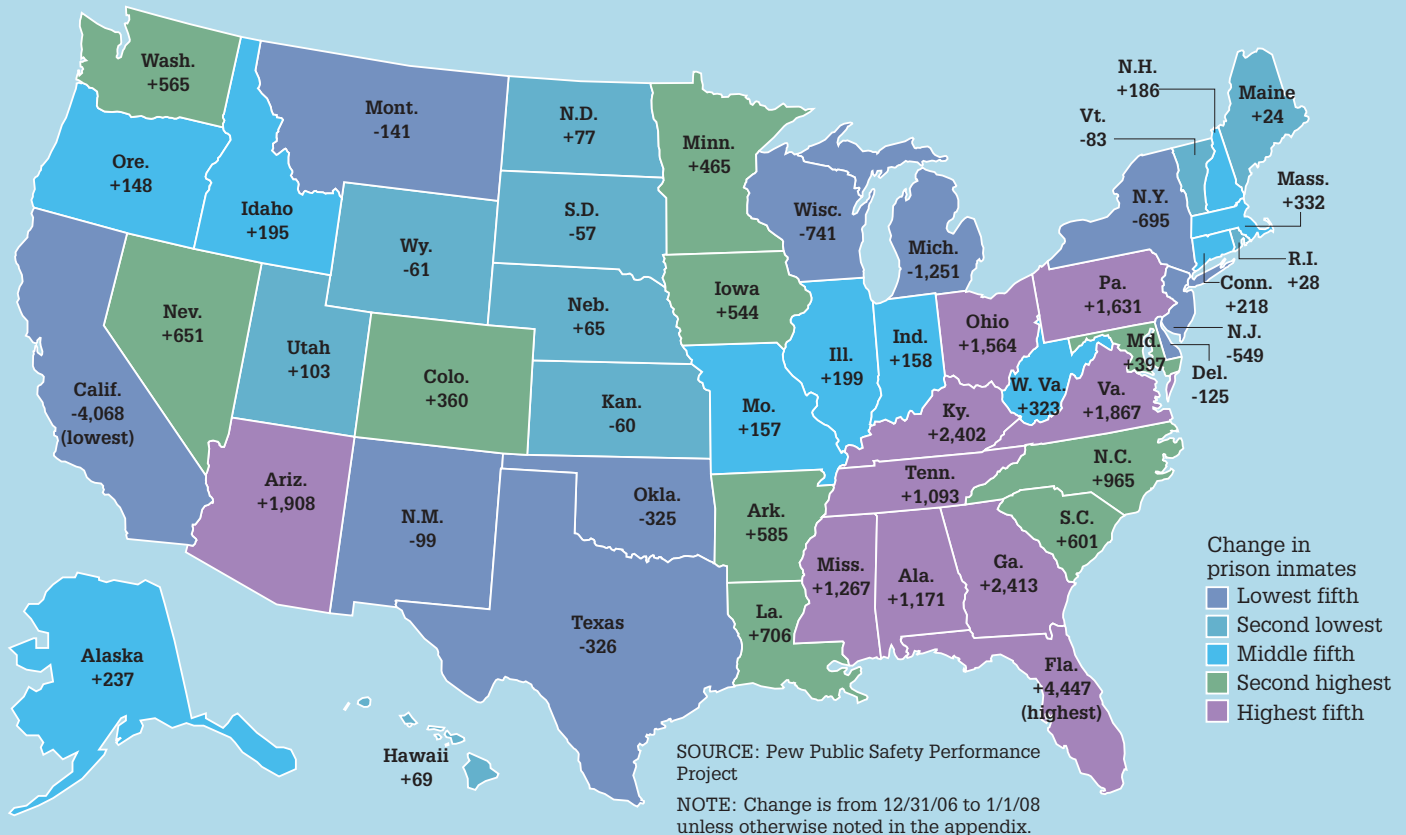 Wash.
+565
Ore.
+148
Idaho
+195
Mont.
-141
N.D.
+77
S.D.
-57
Wy.
-61
Neb.
+65
Minn.
+465
Iowa
+544
Wisc.
-741
Mich.
-1,251
Calif.
-4,068
(lowest)
Nev.
+651
Utah
+103
Colo.
+360
Kan.
-60
Mo.
+157
Ill.
+199
Ind.
+158
Ohio
+1,564
Pa.
+1,631
N.Y.
-695
Vt.
-83
N.H.
+186
Maine
+24
Mass.
+332
R.I.
+28
Conn.
+218
N.J.
-549
Del.
-125
Md.
+397
W. Va.
+323
Va.
+1,867
Ky.
+2,402
Tenn.
+1,093
N.C.
+965
S.C.
+601
Ariz.
+1,908
N.M.
-99
Okla.
-325
Texas
-326
Ark.
+585
La.
+706
Miss.
+1,267
Ala.
+1,171
Ga.
+2,413
Fla.
+4,447
(highest)
Alaska
+237
Hawaii
+69
Change in
prison inmates
Lowest fifth
Second lowest
Middle fifth
Second highest
Highest fifth
SOURCE: Pew Public Safety Performance
Project
NOTE: Change is from 12/31/06 to 1/1/08
unless otherwise noted in the appendix.